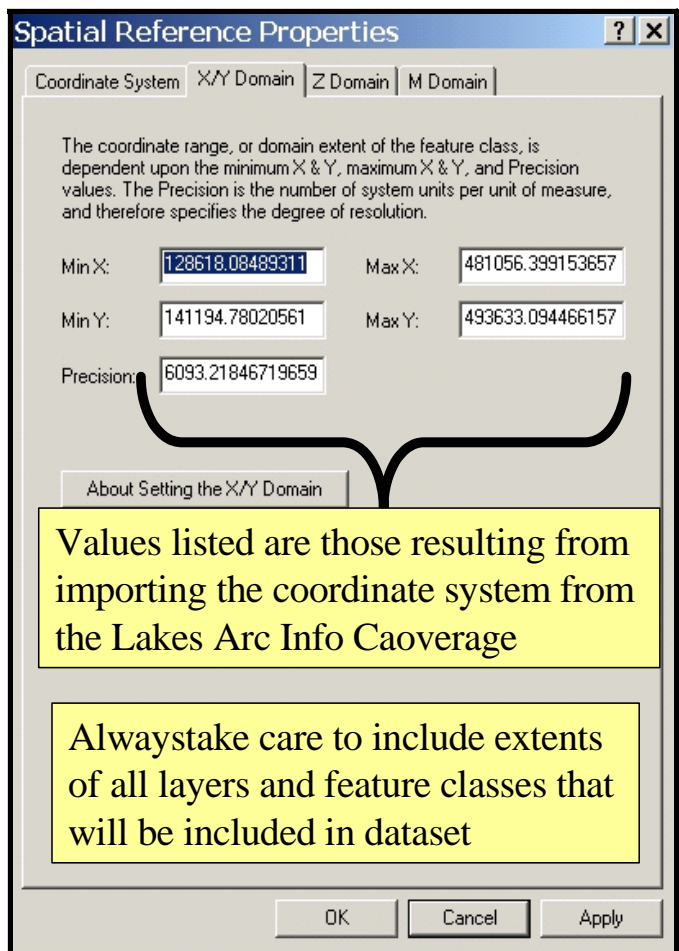 Spatial Reference Properties ? ×
Coordinate System X/Y Domain Z Domain M Domain
The coordinate range, or domain extent of the feature class, is
dependent upon the minimum X & Y, maximum X & Y, and Precision
values. The Precision is the number of system units per unit of measure,
and therefore specifies the degree of resolution.
Min X: 128618.08489311 Max X: 481056.399153657
Min Y: 141194.78020561 Max Y: 493633.094466157
Precision: 6093.21846719659
About Setting the X/Y Domain
Values listed are those resulting from
importing the coordinate system from
the Lakes Arc Info Caoverage
Alwaystake care to include extents
of all layers and feature classes that
will be included in dataset
OK Cancel Apply